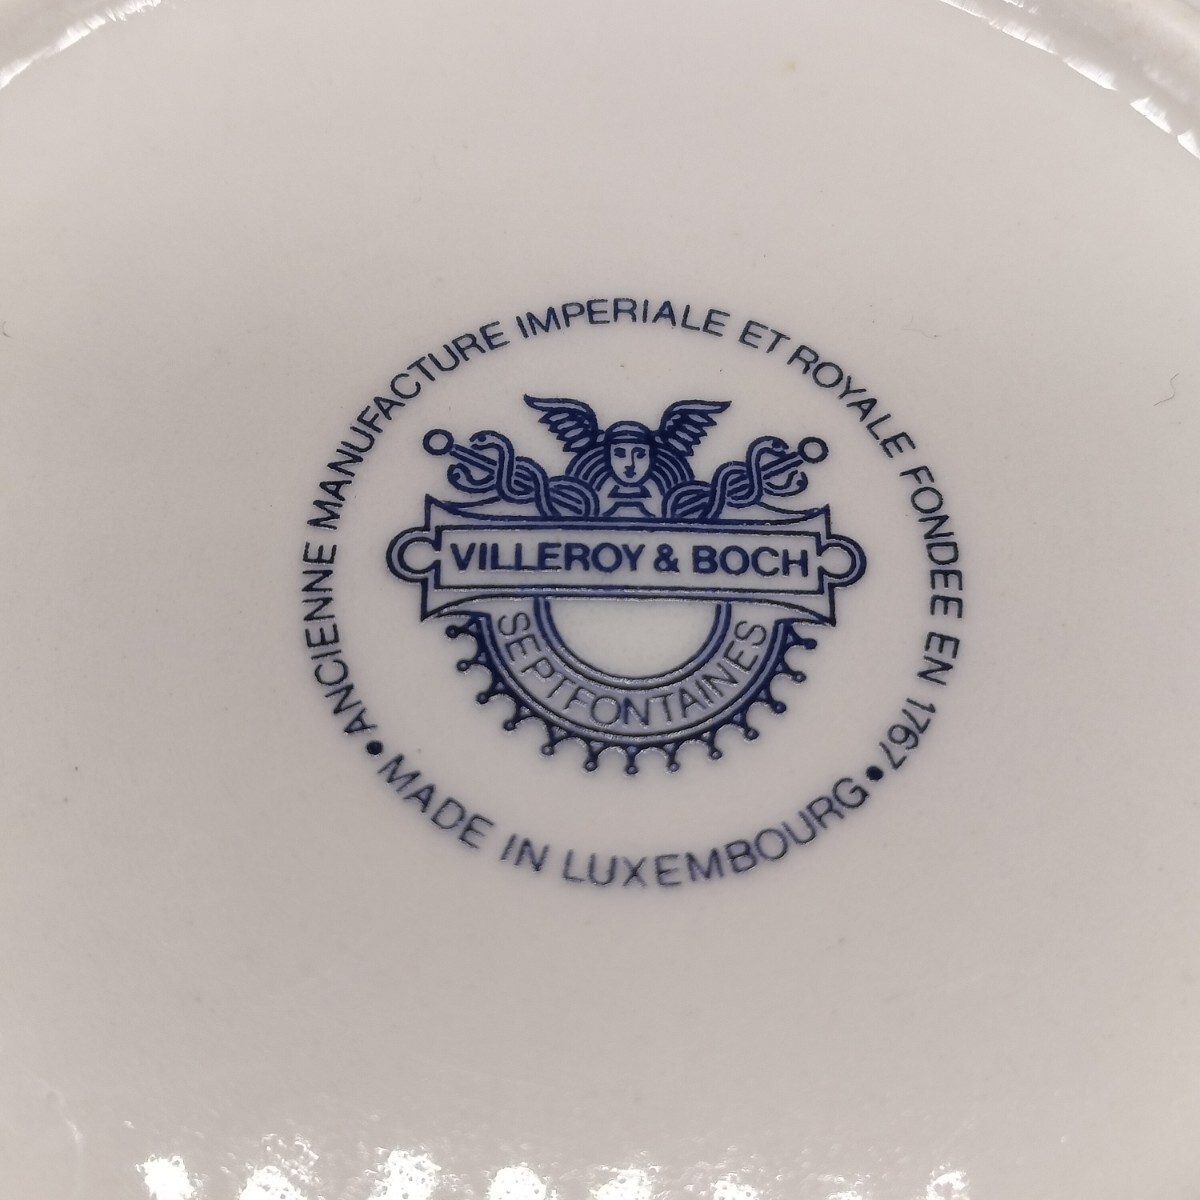 ANCIENNE MANUFACTURE IMPERIALE ET ROYALE FONDEE EN 1767
VILLEROY & BOCH
SEPTFONTAINES
• MADE IN LUXEMBOURG •